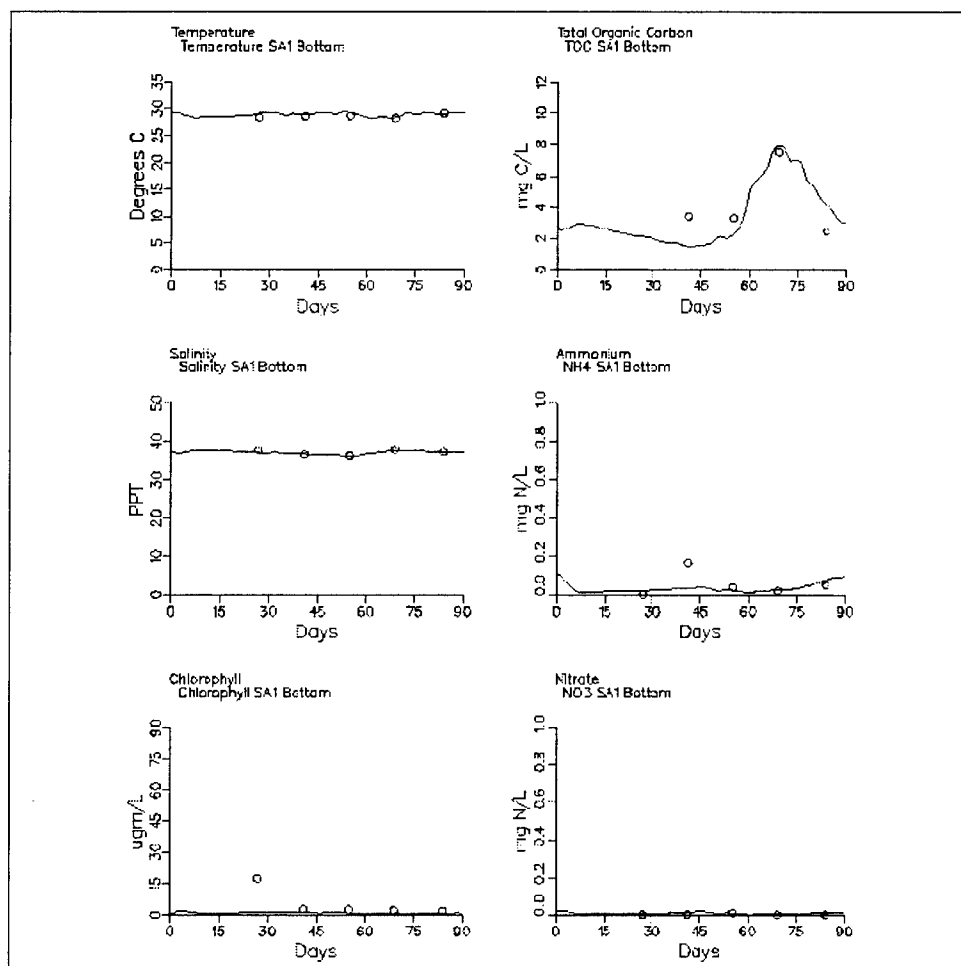 Temperature
Temperature SA1 Bottom
35
30
25
20
15
10
5
0
Degrees C
0 15 30 45 60 75 90
Days
Total Organic Carbon
TOC SA1 Bottom
12
10
8
6
4
2
0
mg C/L
0 15 30 45 60 75 90
Days
Salinity
Salinity SA1 Bottom
50
40
30
20
10
0
PPT
0 15 30 45 60 75 90
Days
Ammonium
NH4 SA1 Bottom
1.0
0.8
0.6
0.4
0.2
0.0
mg N/L
0 15 30 45 60 75 90
Days
Chlorophyll
Chlorophyll SA1 Bottom
90
75
60
45
30
15
0
ugm/L
0 15 30 45 60 75 90
Days
Nitrate
NO3 SA1 Bottom
1.0
0.8
0.6
0.4
0.2
0.0
mg N/L
0 15 30 45 60 75 90
Days